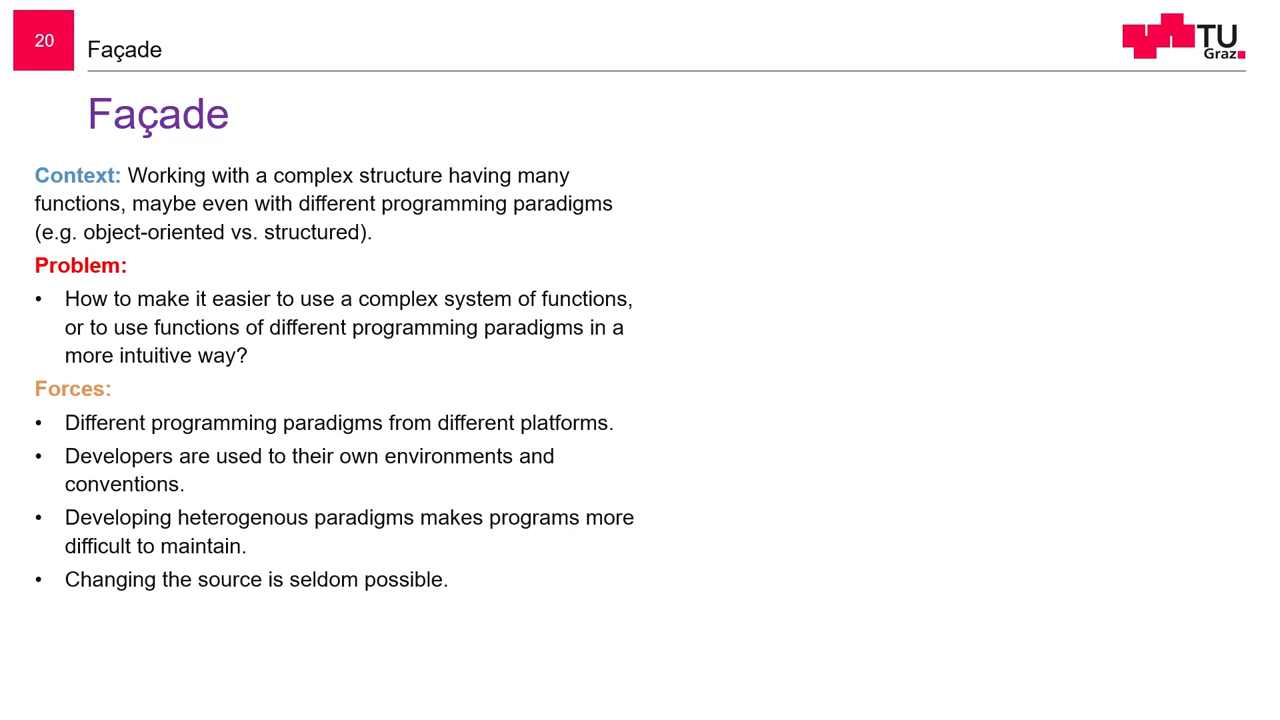 20
Façade
TU
Graz
Façade
Context: Working with a complex structure having many
functions, maybe even with different programming paradigms
(e.g. object-oriented vs. structured).
Problem:
• How to make it easier to use a complex system of functions,
or to use functions of different programming paradigms in a
more intuitive way?
Forces:
• Different programming paradigms from different platforms.
• Developers are used to their own environments and
conventions.
• Developing heterogenous paradigms makes programs more
difficult to maintain.
• Changing the source is seldom possible.